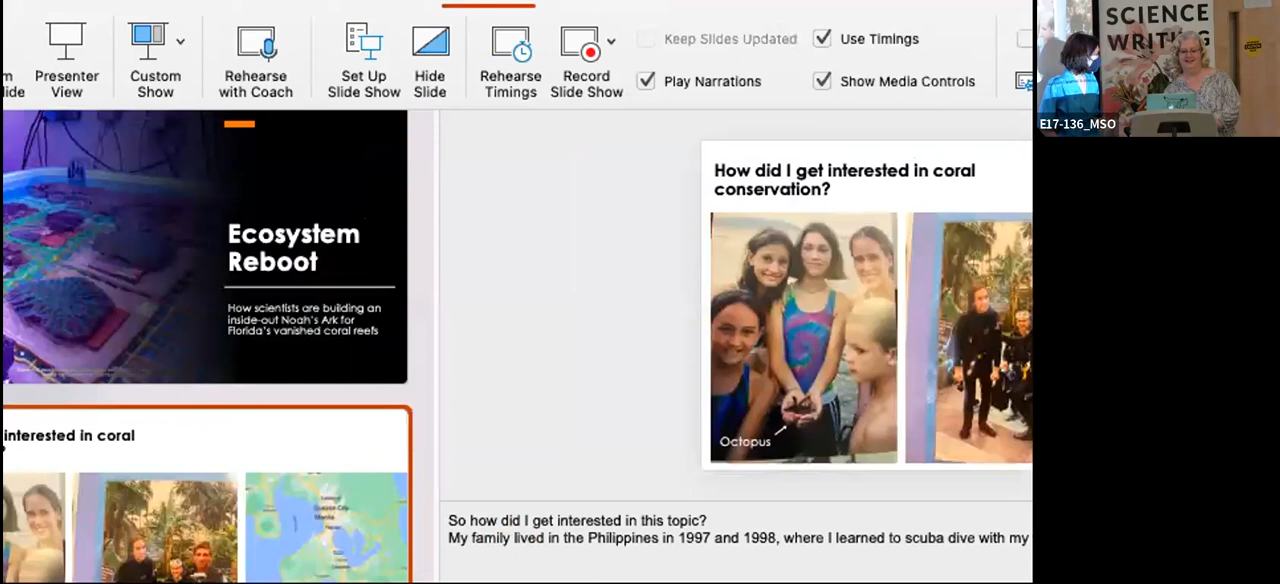 Presenter
View
Custom
Show
Rehearse
with Coach
Set Up
Slide Show
Hide
Slide
Rehearse
Timings
Record
Slide Show
Keep Slides Updated
Use Timings
Play Narrations
Show Media Controls
SCIENCE
WRITING
E17-136_MSO
Ecosystem
Reboot
How scientists are building an
inside-out Noah's Ark for
Florida's vanished coral reefs
interested in coral
Quezon City
Manila
How did I get interested in coral
conservation?
Octopus
So how did I get interested in this topic?
My family lived in the Philippines in 1997 and 1998, where I learned to scuba dive with my